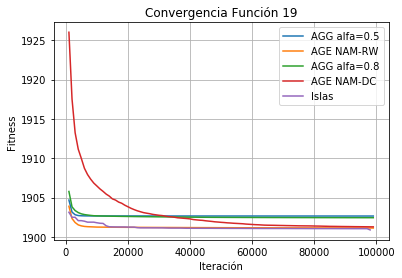 Convergencia Función 19
1925
1920
1915
1910
1905
1900
Fitness
AGG alfa=0.5
AGE NAM-RW
AGG alfa=0.8
AGE NAM-DC
Islas
0 20000 40000 60000 80000 100000
Iteración